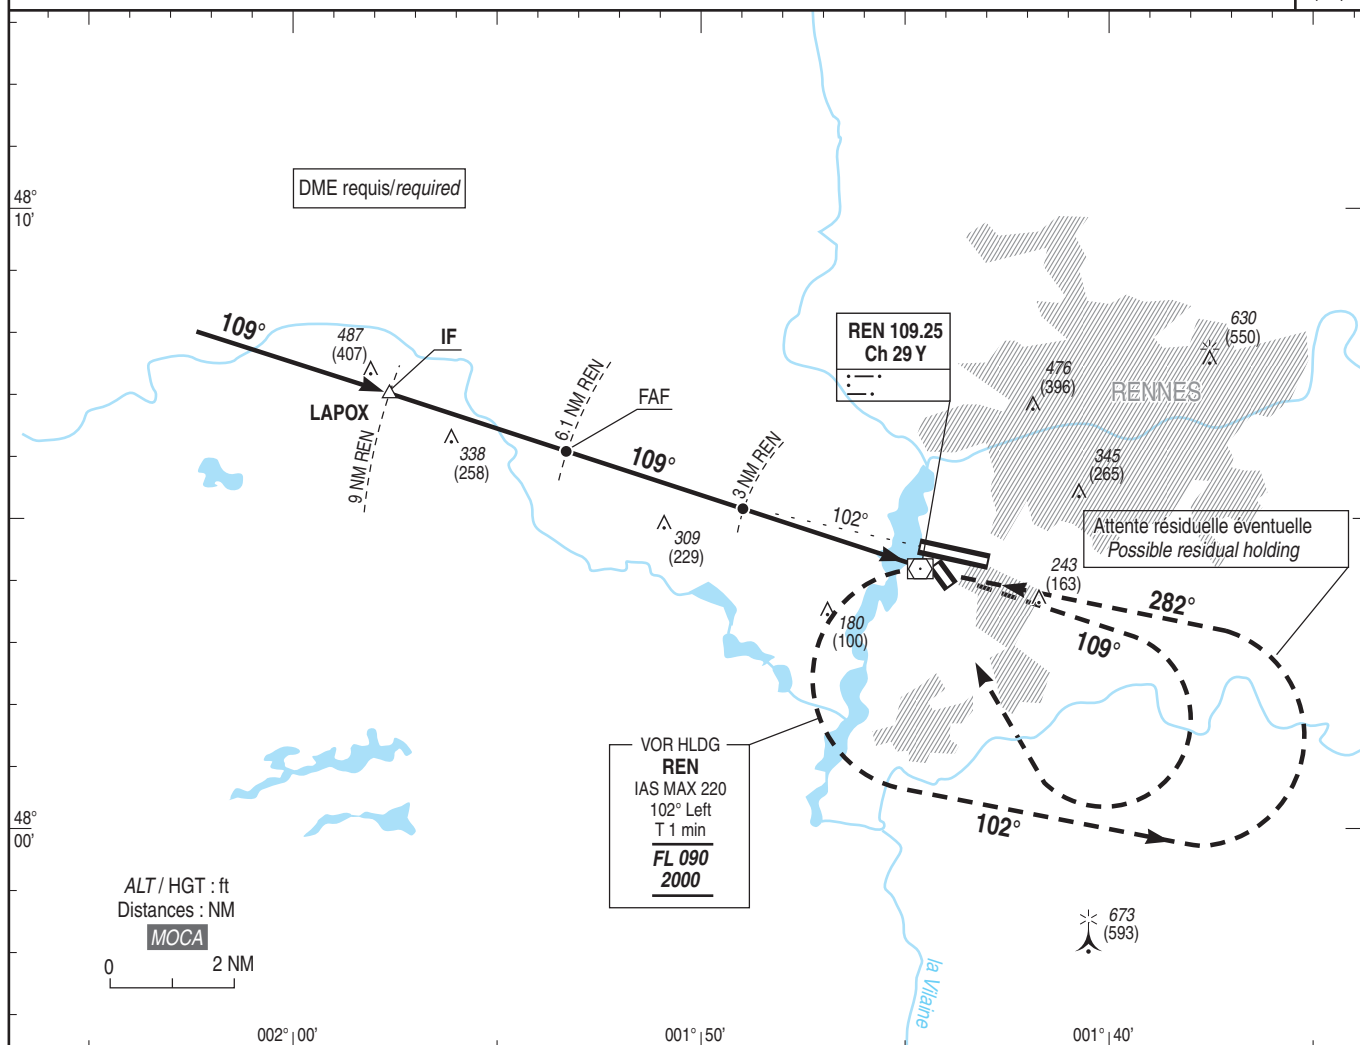 DME requis/required
48°
10'
109°
487
(407)
IF
LAPOX
9 NM REN
338
(258)
6.1 NM REN
FAF
109°
309
(229)
3 NM REN
102°
REN 109.25
Ch 29 Y
630
(550)
476
(396)
RENNES
345
(265)
Attente résiduelle éventuelle
Possible residual holding
243
(163)
282°
109°
180
(100)
VOR HLDG
REN
IAS MAX 220
102° Left
T 1 min
FL 090
2000
102°
48°
00'
ALT / HGT : ft
Distances : NM
MOCA
0 2 NM
673
(593)
la Vilaine
002° 00'
001° 50'
001° 40'